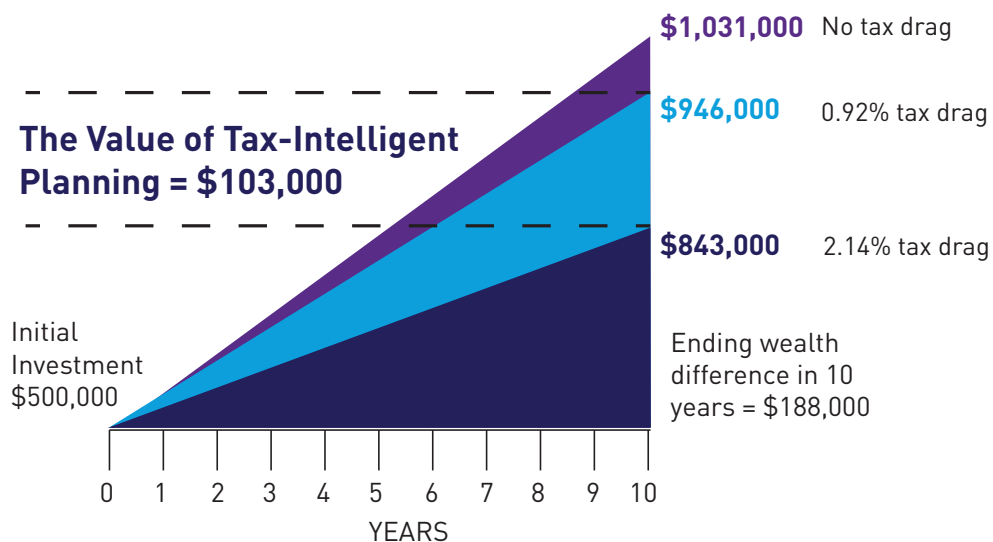 $1,031,000 No tax drag
$946,000 0.92% tax drag
The Value of Tax-Intelligent
Planning = $103,000
$843,000 2.14% tax drag
Initial
Investment
$500,000
Ending wealth
difference in 10
years = $188,000
0 1 2 3 4 5 6 7 8 9 10
YEARS